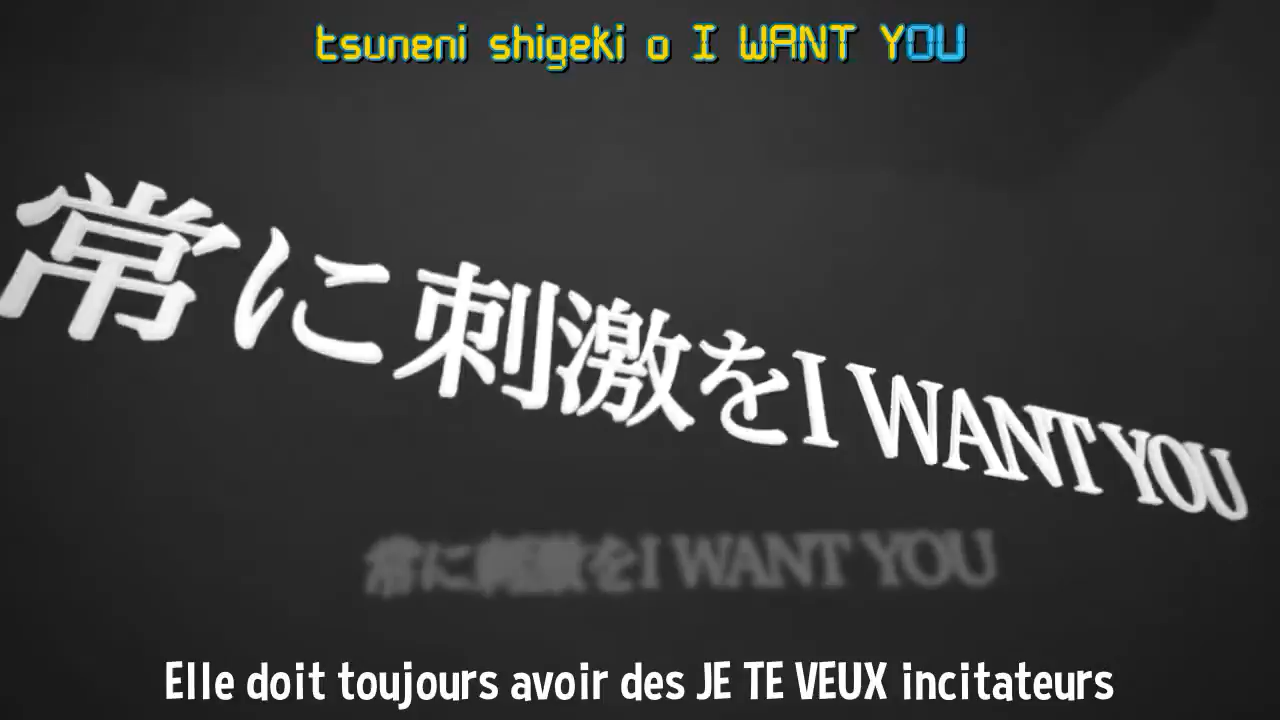 tsuneni shigeki o I WANT YOU
常に刺激をI WANT YOU
常に刺激をI WANT YOU
Elle doit toujours avoir des JE TE VEUX incitateurs